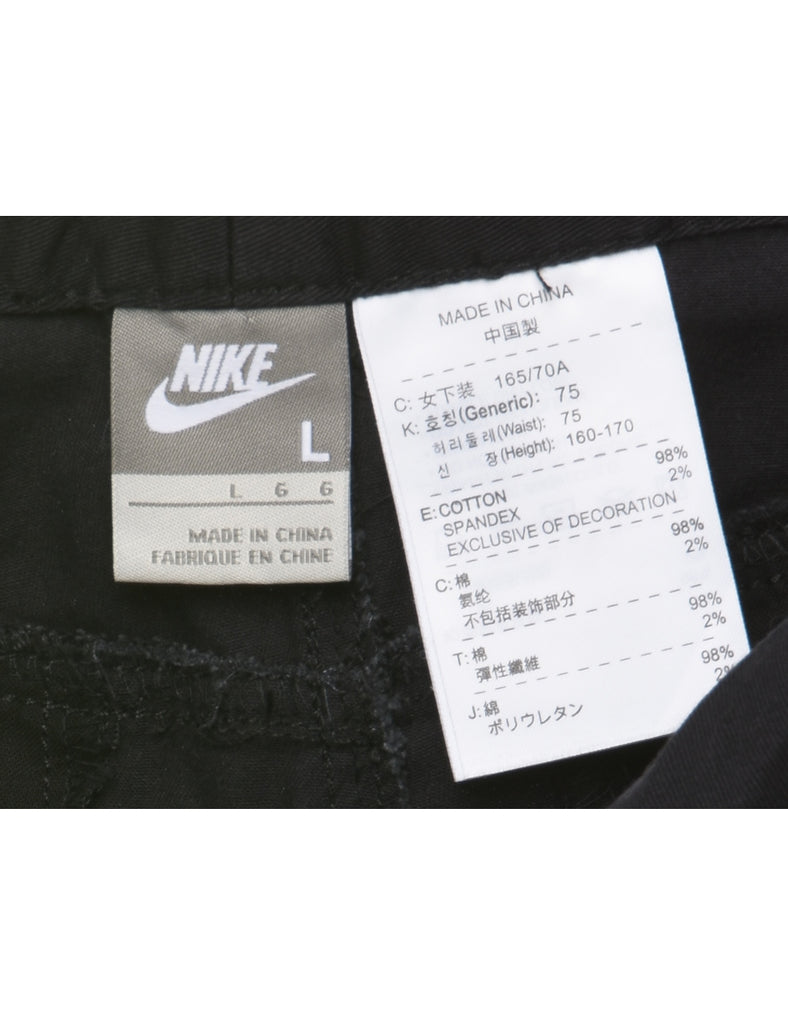 NIKE
L
L G G
MADE IN CHINA
FABRIQUE EN CHINE
MADE IN CHINA
中国製
C: 女下装 165/70A
K: 호칭(Generic): 75
허리둘레(Waist): 75
신 장(Height): 160-170
E: COTTON 98%
SPANDEX 2%
EXCLUSIVE OF DECORATION
C: 棉 98%
氨纶 2%
不包括装饰部分
T: 棉 98%
彈性纖維 2%
J: 綿 98%
ポリウレタン 2%